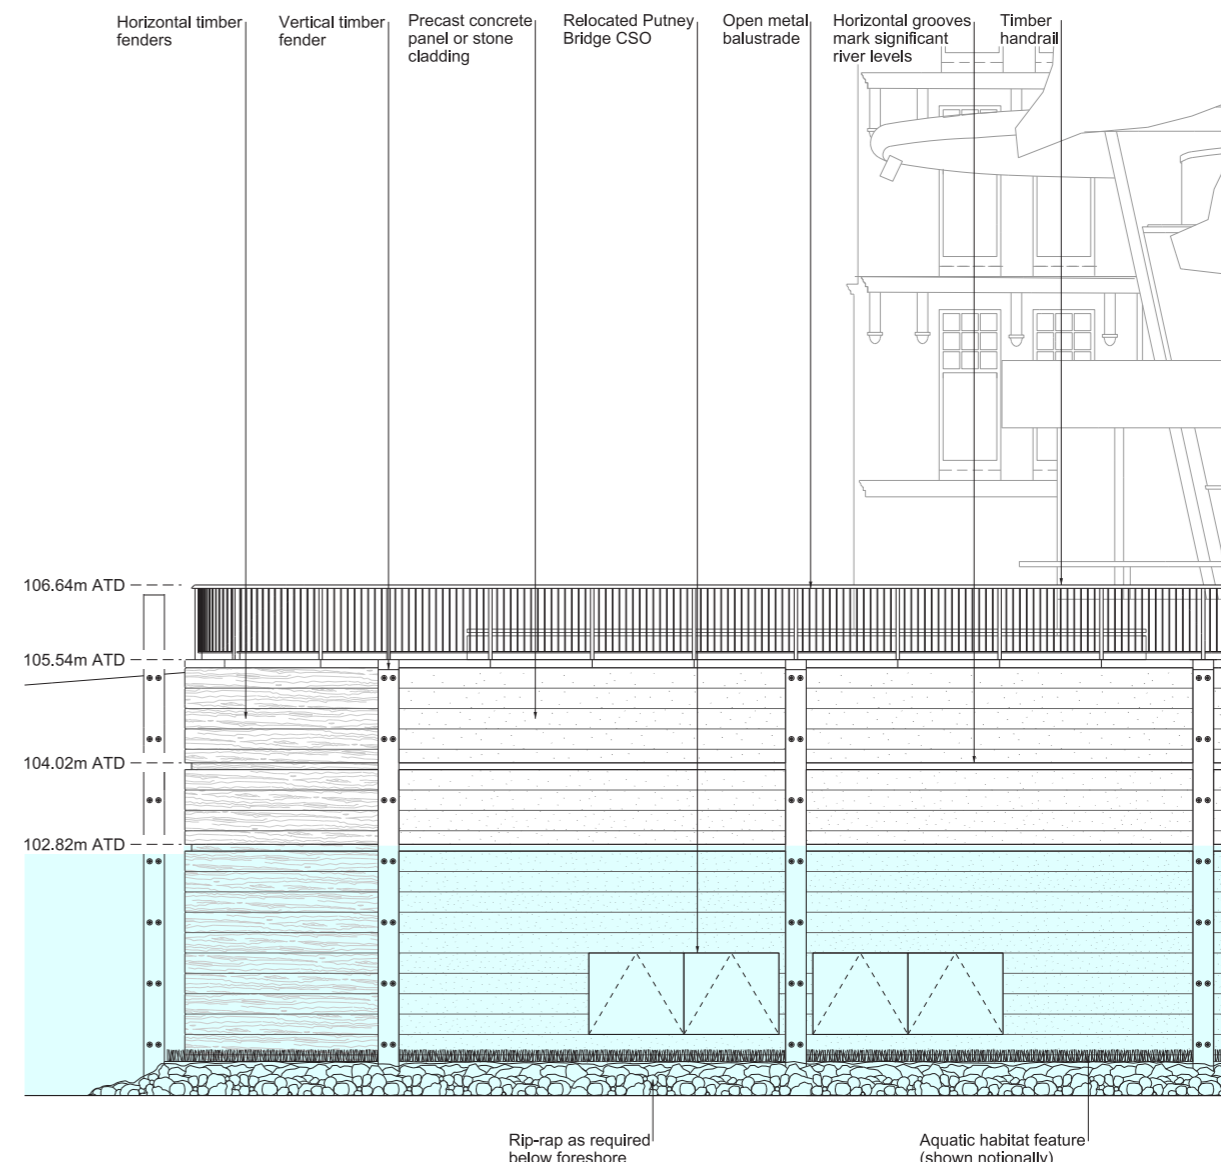 Horizontal timber
fenders
Vertical timber
fender
Precast concrete
panel or stone
cladding
Relocated Putney
Bridge CSO
Open metal
balustrade
Horizontal grooves
mark significant
river levels
Timber
handrail
106.64m ATD
105.54m ATD
104.02m ATD
102.82m ATD
Rip-rap as required
below foreshore
Aquatic habitat feature
(shown notionally)